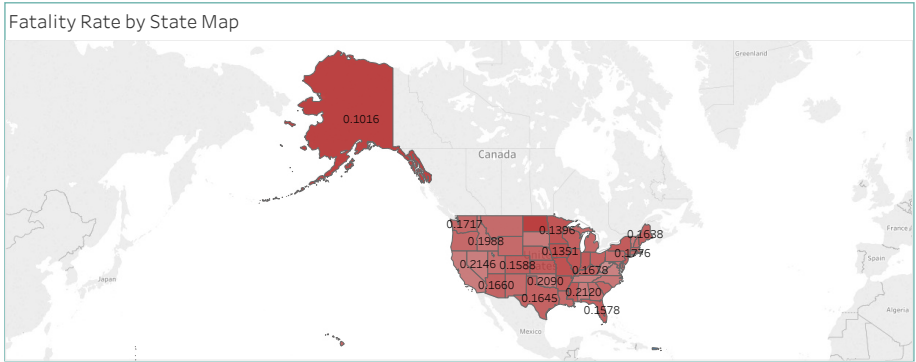 Fatality Rate by State Map
Greenland
0.1016
Canada
0.1717
0.1396
0.1638
0.1988
0.1351
0.1776
France
0.2146
0.1588
0.1678
Spain
0.1660
0.2090
Japan
0.1645
0.2120
0.1578
Algeria
Mexico